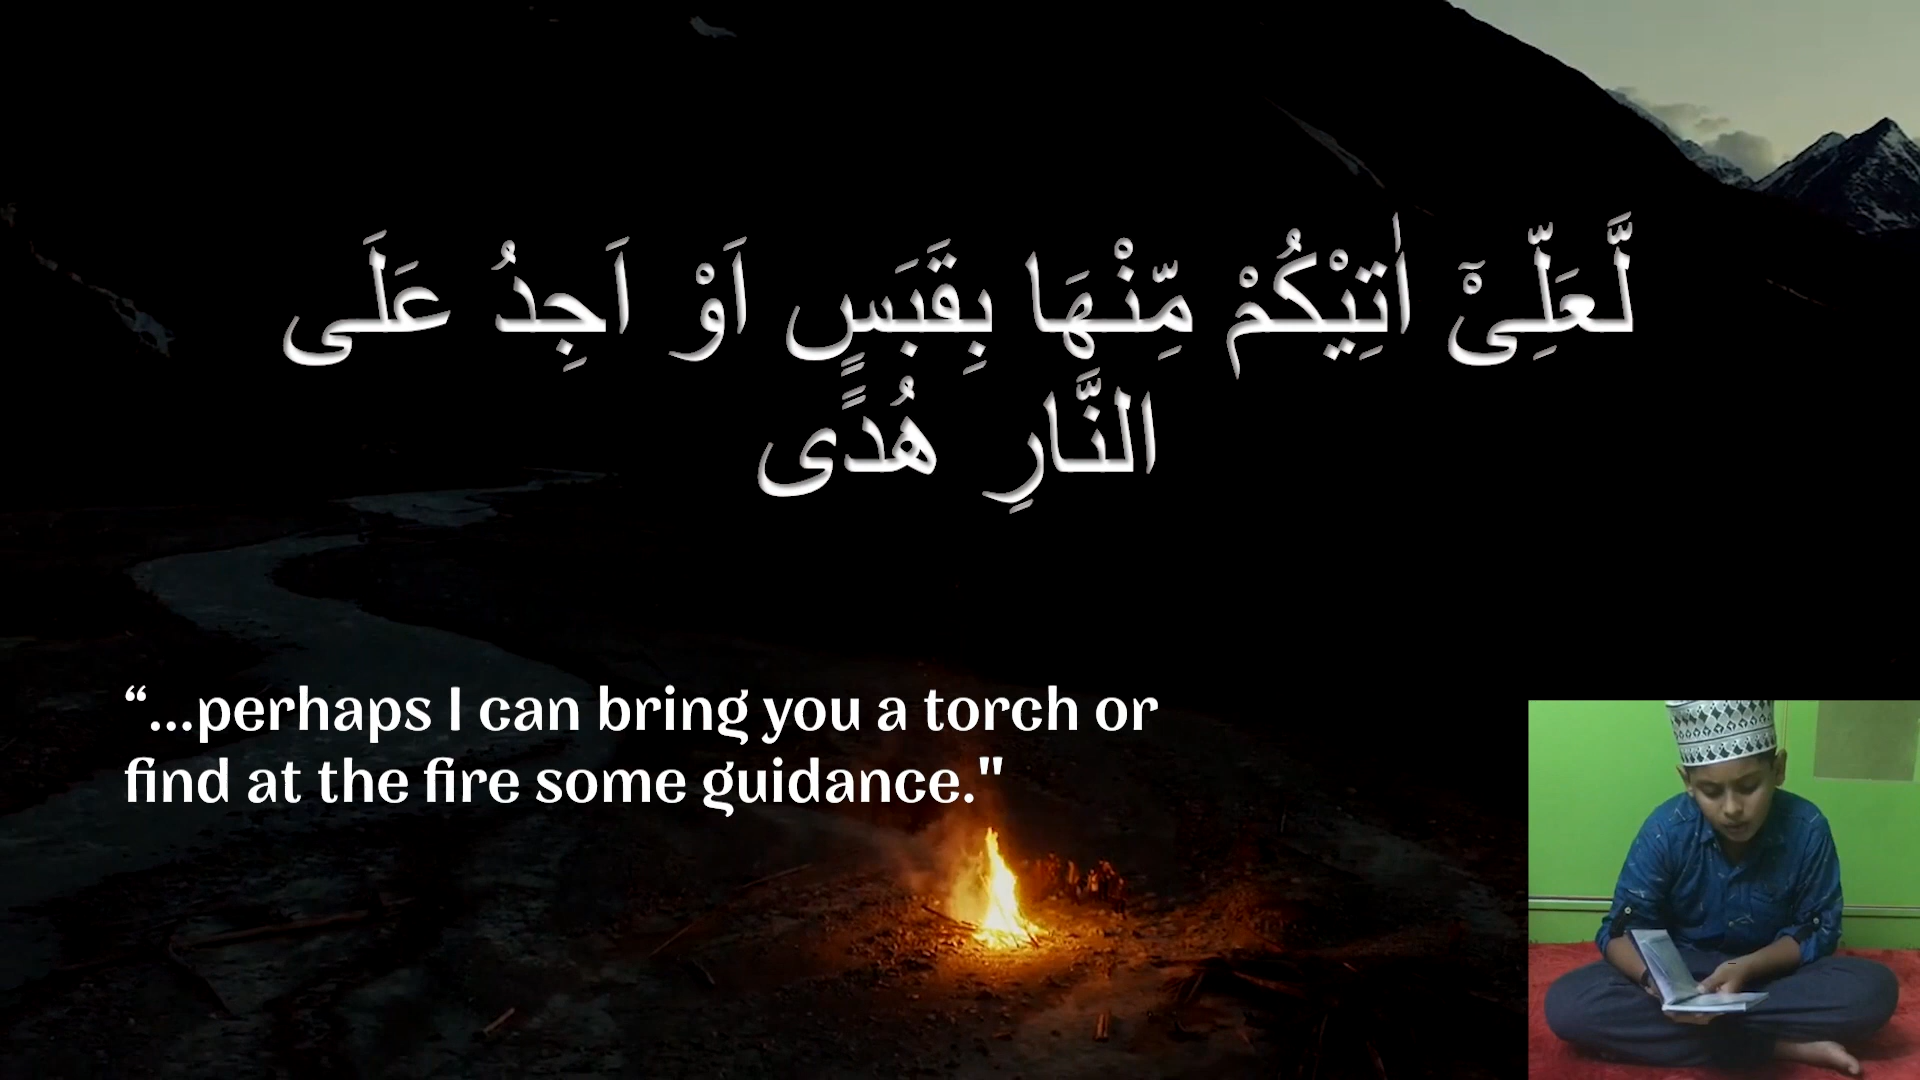 لَّعَلِّیْۤ اٰتِیْكُمْ مِّنْهَا بِقَبَسٍ اَوْ اَجِدُ عَلَى
النَّارِ هُدًى
“...perhaps I can bring you a torch or
find at the fire some guidance."